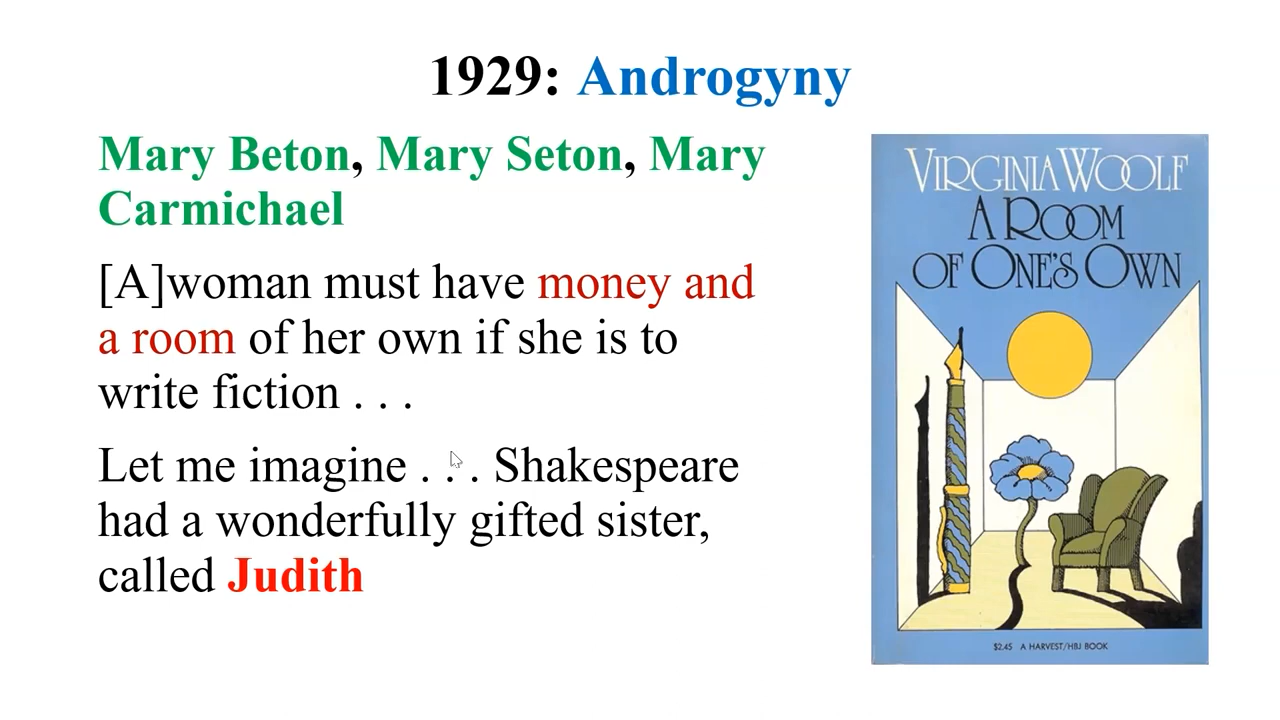 1929: Androgyny
Mary Beton, Mary Seton, Mary
Carmichael
[A]woman must have money and
a room of her own if she is to
write fiction . . .
Let me imagine . . . Shakespeare
had a wonderfully gifted sister,
called Judith
VIRGINIA WOOLF
A ROOM
OF ONE'S OWN
$2.45 A HARVEST/HBJ BOOK